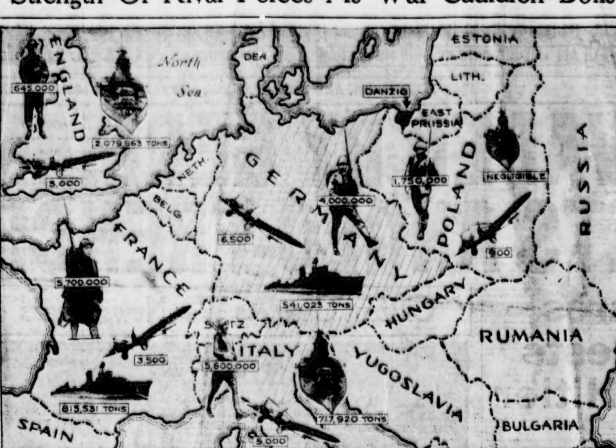 Strength Of Rival Forces As War Cauldron Boils
ENGLAND
North
Sea
DEN
ESTONIA
LITH.
DANZIG
EAST
PRUSSIA
645,000
2,079,963 TONS
3,000
NETH.
BELG
GERMANY
4,000,000
1,750,000
POLAND
NEGLIGIBLE
RUSSIA
6,500
FRANCE
5,700,000
541,023 TONS
HUNGARY
3,500
ITALY
5,600,000
YUGOSLAVIA
RUMANIA
815,531 TONS
717,920 TONS
5,000
SPAIN
BULGARIA